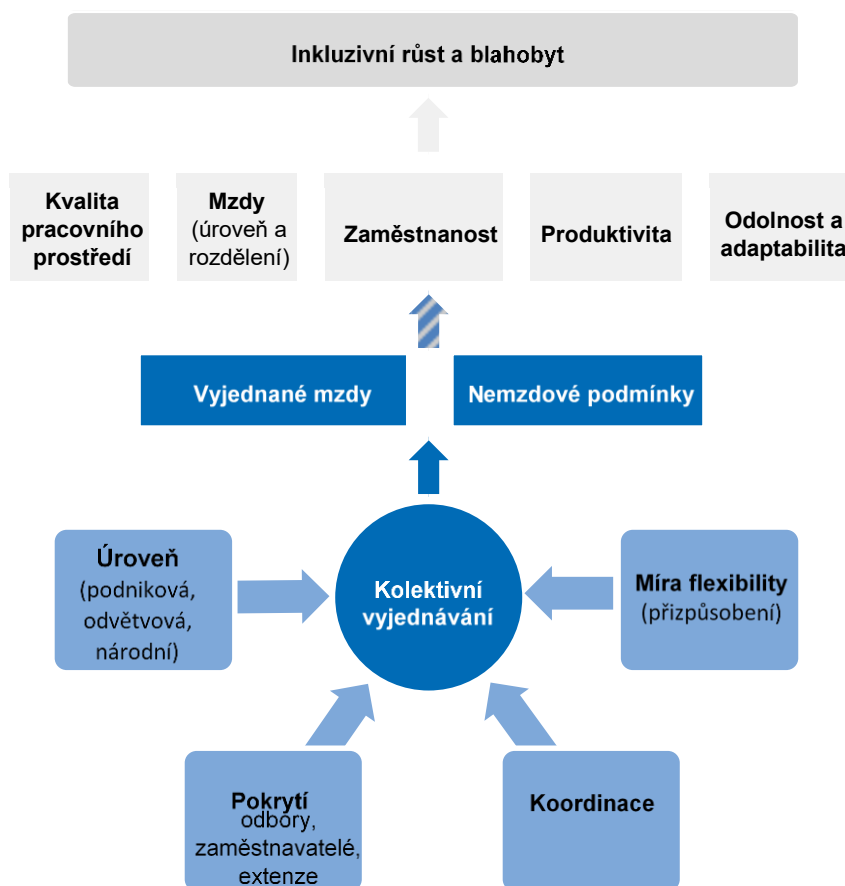 Inkluzivní růst a blahobyt
Kvalita
pracovního
prostředí
Mzdy
(úroveň a
rozdělení)
Zaměstnanost
Produktivita
Odolnost a
adaptabilita
Vyjednané mzdy
Nemzdové podmínky
Úroveň
(podniková,
odvětvová,
národní)
Kolektivní
vyjednávání
Míra flexibility
(přizpůsobení)
Pokrytí
odbory,
zaměstnavatelé,
extenze
Koordinace